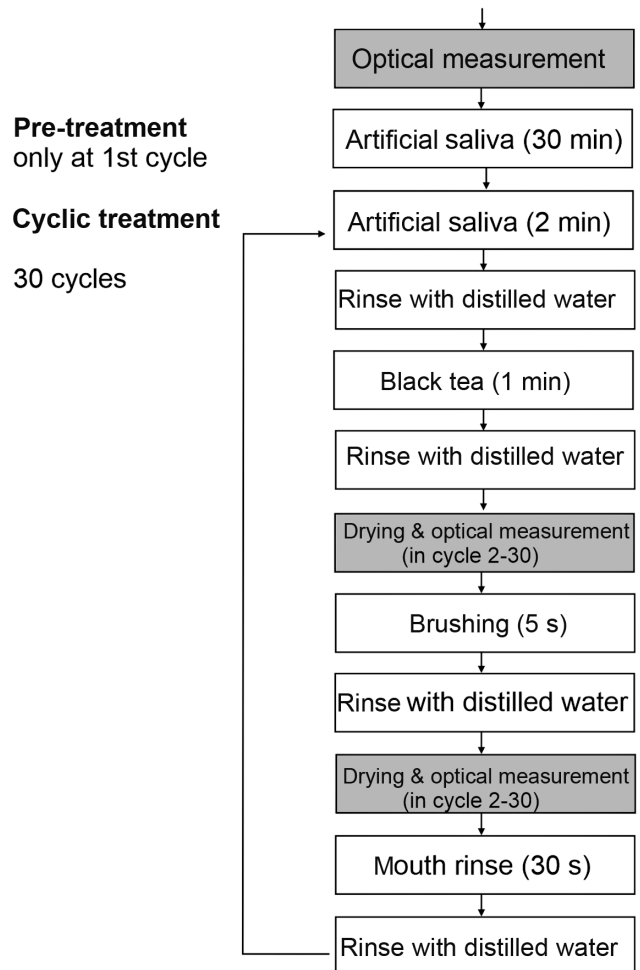 Optical measurement
Pre-treatment
only at 1st cycle
Artificial saliva (30 min)
Cyclic treatment
30 cycles
Artificial saliva (2 min)
Rinse with distilled water
Black tea (1 min)
Rinse with distilled water
Drying & optical measurement
(in cycle 2-30)
Brushing (5 s)
Rinse with distilled water
Drying & optical measurement
(in cycle 2-30)
Mouth rinse (30 s)
Rinse with distilled water